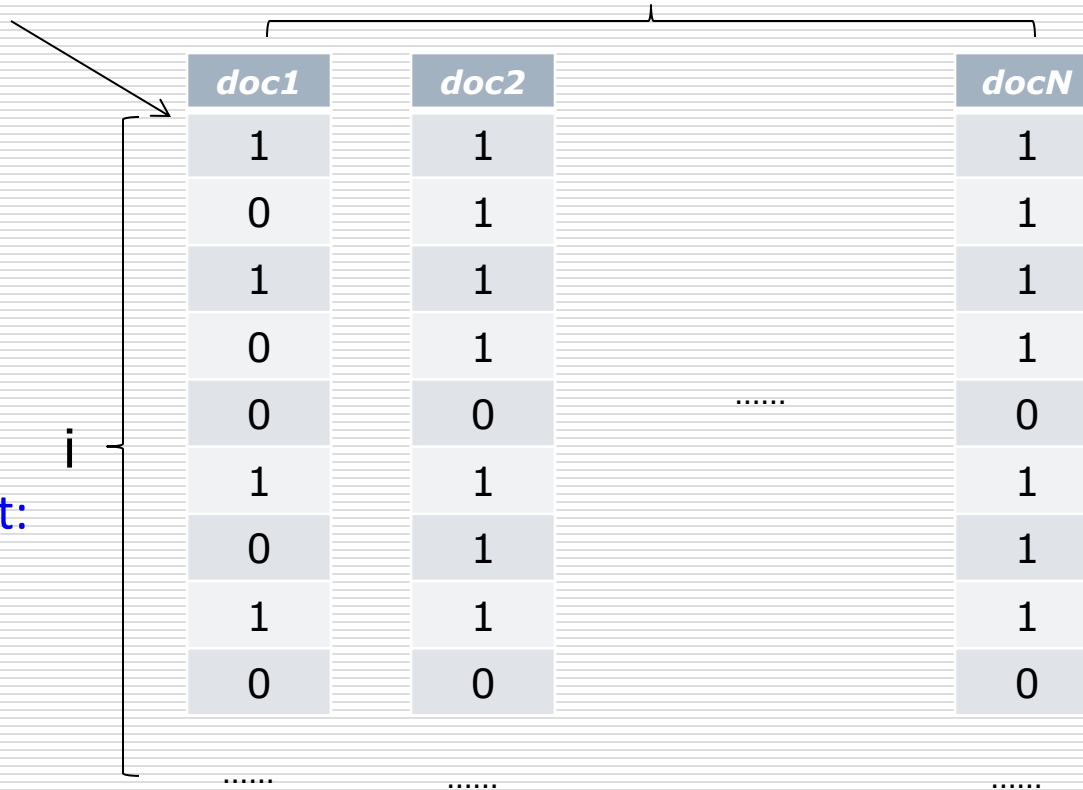 doc1 doc2 docN
1 1 1
0 1 1
1 1 1
0 1 1
0 0 ...... 0
i
1 1 1
t:
0 1 1
1 1 1
0 0 0
...... ...... ......